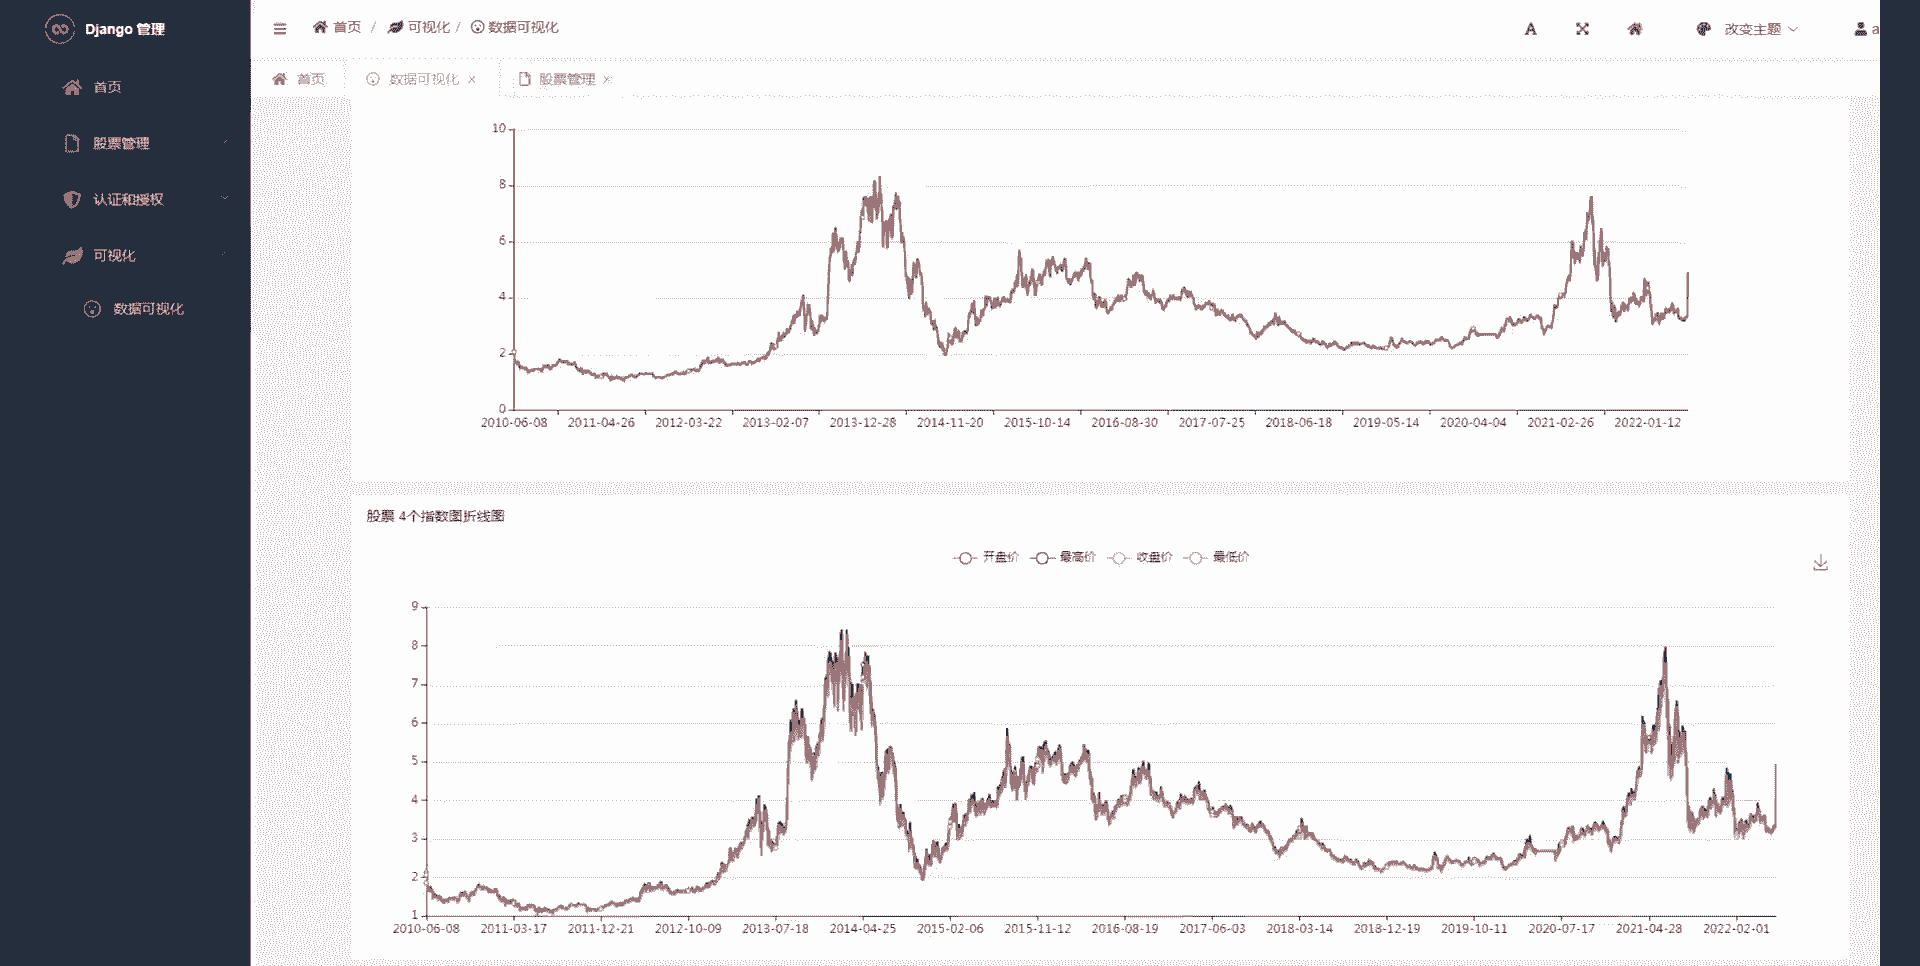 Django 管理
首页
股票管理
认证和授权
可视化
数据可视化
首页 / 可视化 / 数据可视化
A
改变主题
a
首页
数据可视化 ×
股票管理 ×
10
8
6
4
2
0
2010-06-08 2011-04-26 2012-03-22 2013-02-07 2013-12-28 2014-11-20 2015-10-14 2016-08-30 2017-07-25 2018-06-18 2019-05-14 2020-04-04 2021-02-26 2022-01-12
股票 4个指数图折线图
开盘价 最高价 收盘价 最低价
9
8
7
6
5
4
3
2
1
2010-06-08 2011-03-17 2011-12-21 2012-10-09 2013-07-18 2014-04-25 2015-02-06 2015-11-12 2016-08-19 2017-06-03 2018-03-14 2018-12-19 2019-10-11 2020-07-17 2021-04-28 2022-02-01